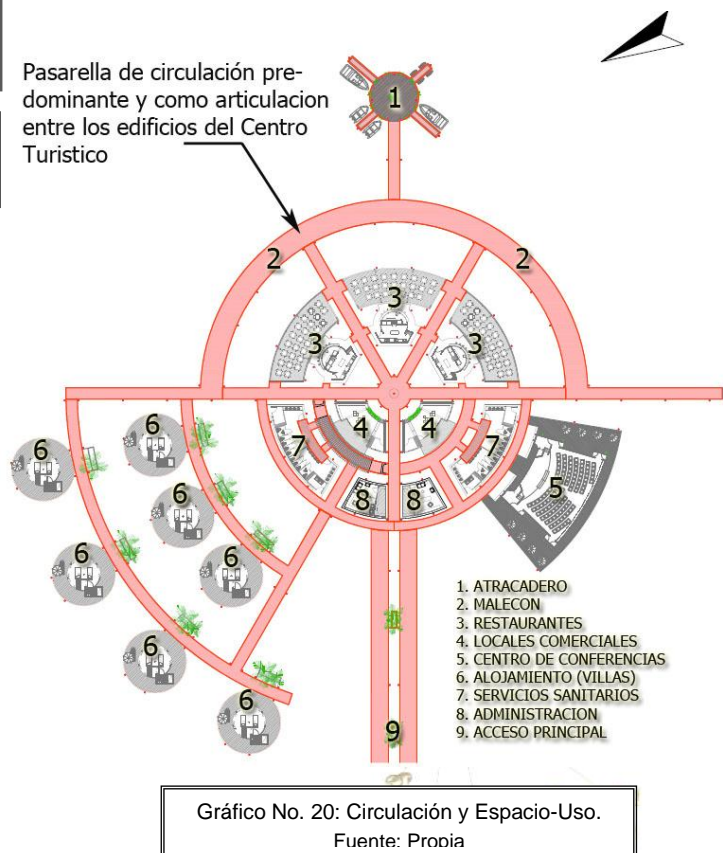 Pasarella de circulación pre-
dominante y como articulacion
entre los edificios del Centro
Turistico
1
2
2
3
3
3
4
4
5
6
6
6
6
6
6
6
7
7
8
8
9
1. ATRACADERO
2. MALECON
3. RESTAURANTES
4. LOCALES COMERCIALES
5. CENTRO DE CONFERENCIAS
6. ALOJAMIENTO (VILLAS)
7. SERVICIOS SANITARIOS
8. ADMINISTRACION
9. ACCESO PRINCIPAL
Gráfico No. 20: Circulación y Espacio-Uso.
Fuente: Propia